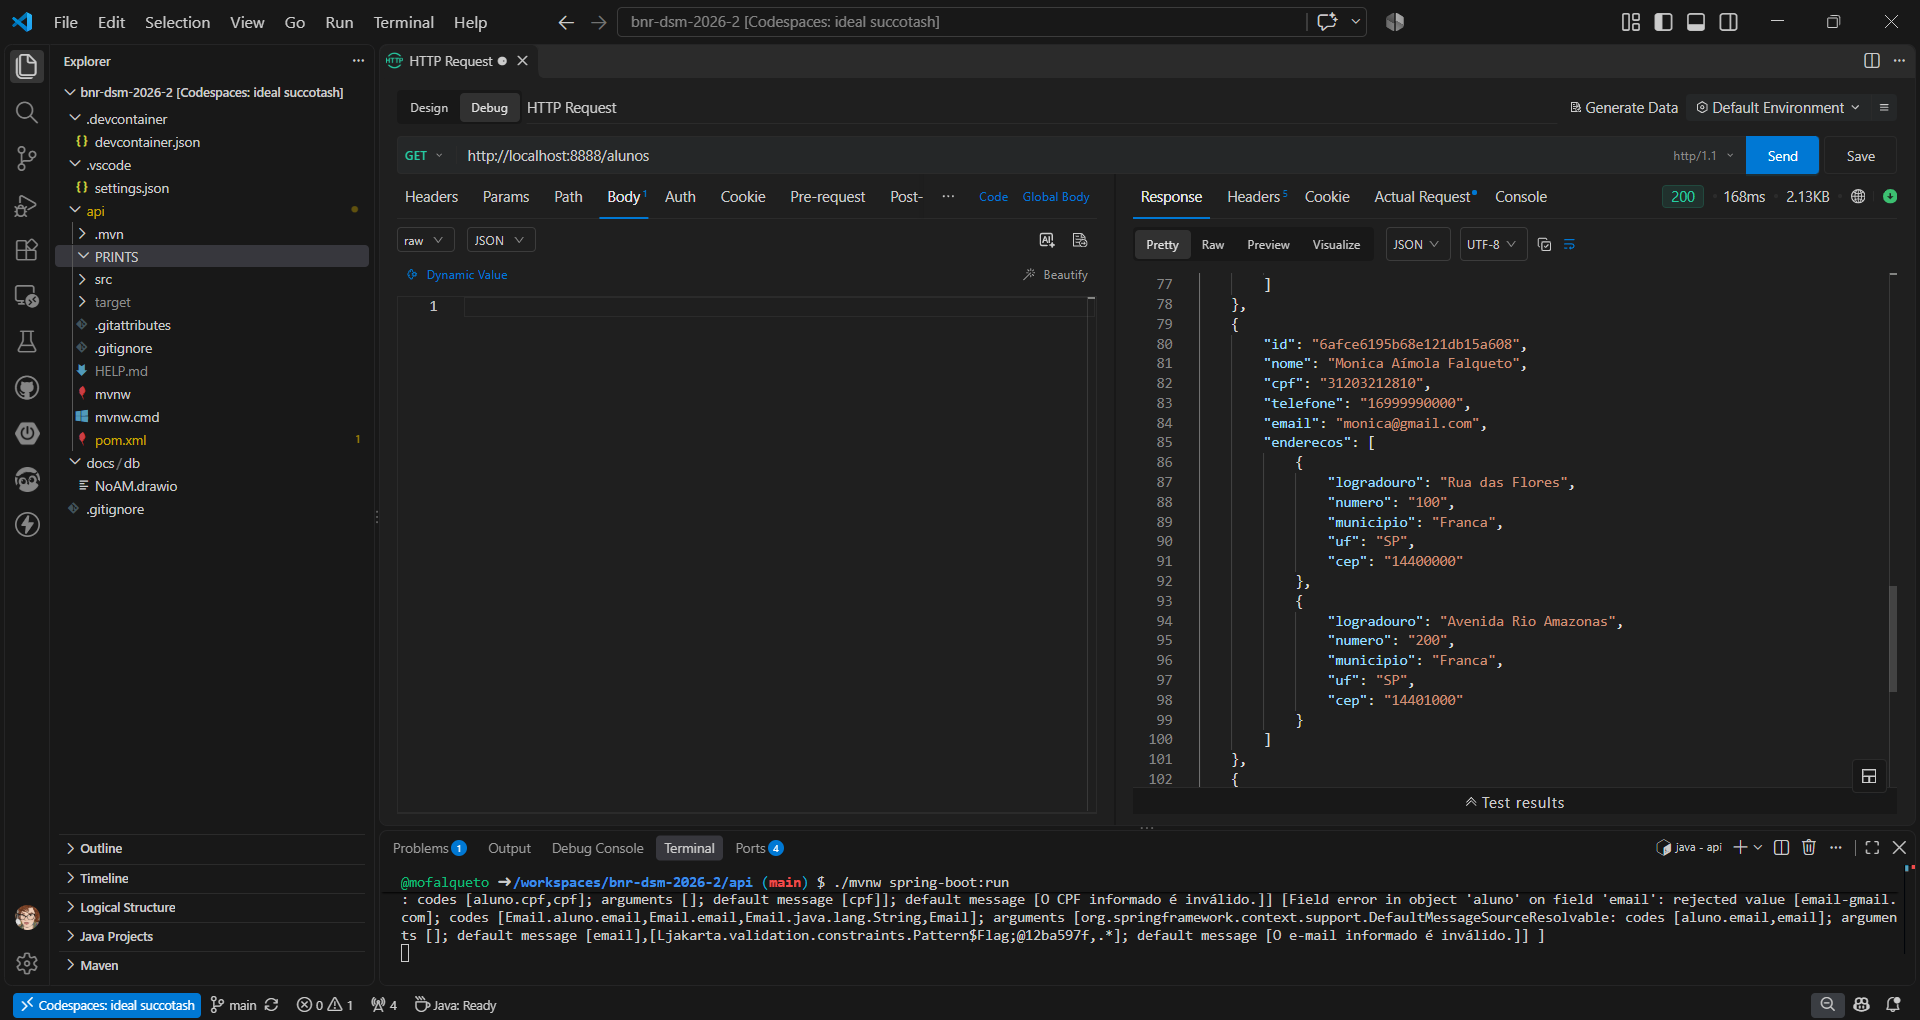 File Edit Selection View Go Run Terminal Help
bnr-dsm-2026-2 [Codespaces: ideal succotash]
Explorer
bnr-dsm-2026-2 [Codespaces: ideal succotash]
.devcontainer
devcontainer.json
.vscode
settings.json
api
.mvn
PRINTS
src
target
.gitattributes
.gitignore
HELP.md
mvnw
mvnw.cmd
pom.xml 1
docs / db
NoAM.drawio
.gitignore
Outline
Timeline
Logical Structure
Java Projects
Maven
HTTP HTTP Request
Design Debug HTTP Request
Generate Data Default Environment
GET http://localhost:8888/alunos http/1.1 Send Save
Headers Params Path Body 1 Auth Cookie Pre-request Post- ... Code Global Body
raw JSON
Dynamic Value Beautify
1
Response Headers 5 Cookie Actual Request Console 200 168ms 2.13KB
Pretty Raw Preview Visualize JSON UTF-8
77 ]
78 },
79 {
80 "id": "6afce6195b68e121db15a608",
81 "nome": "Monica Aímola Falqueto",
82 "cpf": "31203212810",
83 "telefone": "16999990000",
84 "email": "monica@gmail.com",
85 "enderecos": [
86 {
87 "logradouro": "Rua das Flores",
88 "numero": "100",
89 "municipio": "Franca",
90 "uf": "SP",
91 "cep": "14400000"
92 },
93 {
94 "logradouro": "Avenida Rio Amazonas",
95 "numero": "200",
96 "municipio": "Franca",
97 "uf": "SP",
98 "cep": "14401000"
99 }
100 ]
101 },
102 {
Test results
Problems 1 Output Debug Console Terminal Ports 4
java - api
@mofalqueto ➜/workspaces/bnr-dsm-2026-2/api (main) $ ./mvnw spring-boot:run
: codes [aluno.cpf,cpf]; arguments []; default message [cpf]]; default message [O CPF informado é inválido.]] [Field error in object 'aluno' on field 'email': rejected value [email-gmail.
com]; codes [Email.aluno.email,Email.email,Email.java.lang.String,Email]; arguments [org.springframework.context.support.DefaultMessageSourceResolvable: codes [aluno.email,email]; argumen
ts []; default message [email],[Ljakarta.validation.constraints.Pattern$Flag;@12ba597f,.*]; default message [O e-mail informado é inválido.]] ]
Codespaces: ideal succotash main 0 1 4 Java: Ready